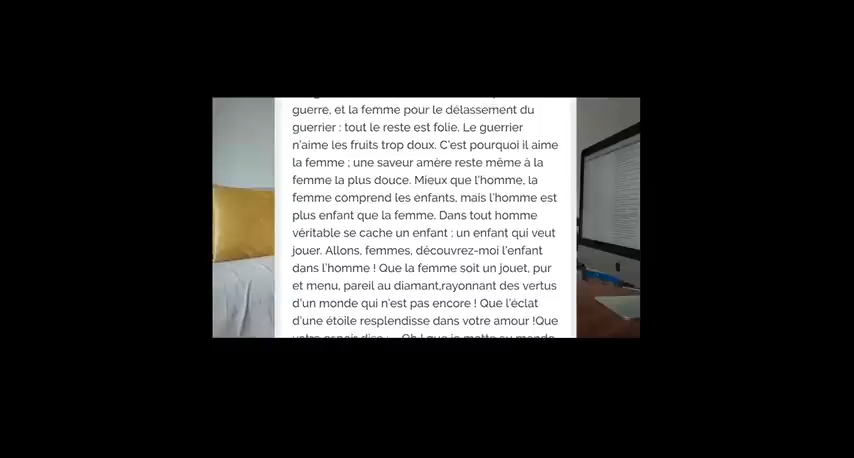 guerre, et la femme pour le délassement du
guerrier : tout le reste est folie. Le guerrier
n'aime les fruits trop doux. C'est pourquoi il aime
la femme ; une saveur amère reste même à la
femme la plus douce. Mieux que l'homme, la
femme comprend les enfants, mais l'homme est
plus enfant que la femme. Dans tout homme
véritable se cache un enfant : un enfant qui veut
jouer. Allons, femmes, découvrez-moi l'enfant
dans l'homme ! Que la femme soit un jouet, pur
et menu, pareil au diamant,rayonnant des vertus
d'un monde qui n'est pas encore ! Que l'éclat
d'une étoile resplendisse dans votre amour !Que